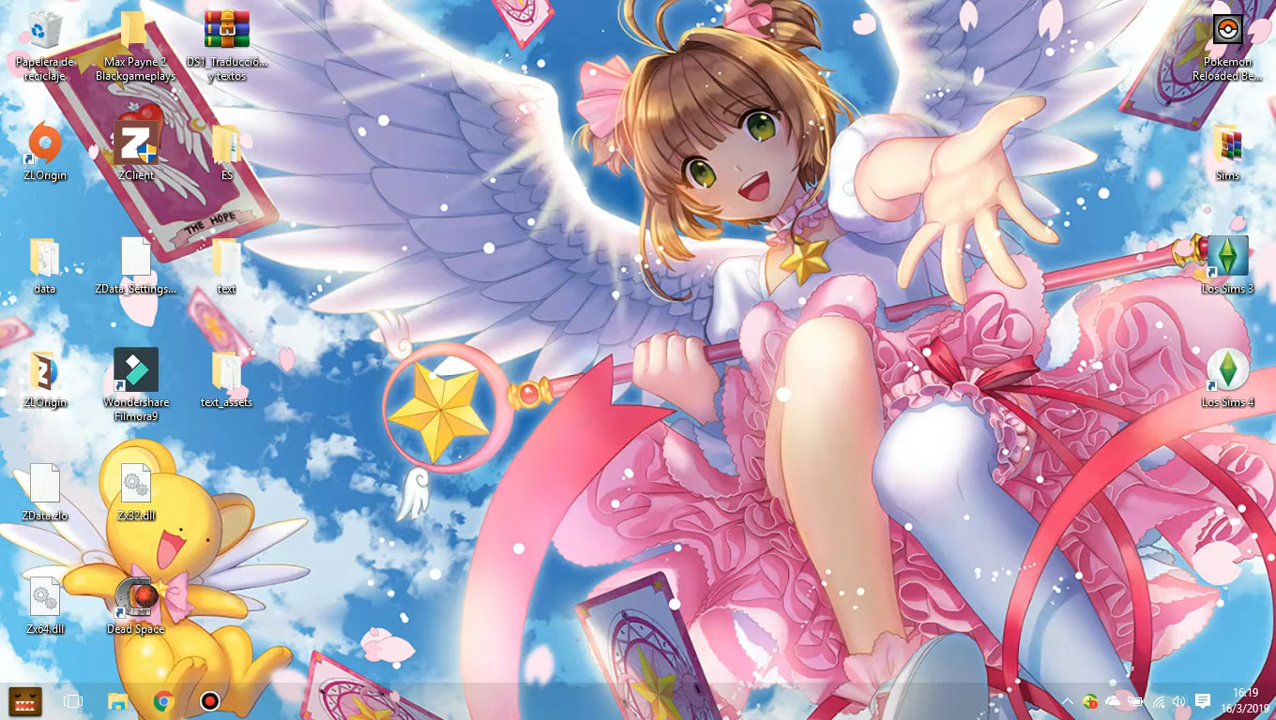 Papelera de
reciclaje
Max Payne 2
Blackgameplays
DS1_Traducció...
y textos
Pokemon
Reloaded Be...
ZLOrigin
ZClient
ES
Sims
THE HOPE
data
ZData_Settings...
text
Los Sims 3
ZLOrigin
Wondershare
Filmora9
text_assets
Los Sims 4
ZData.zlo
Zx32.dll
Zx64.dll
Dead Space
16:19
16/3/2019